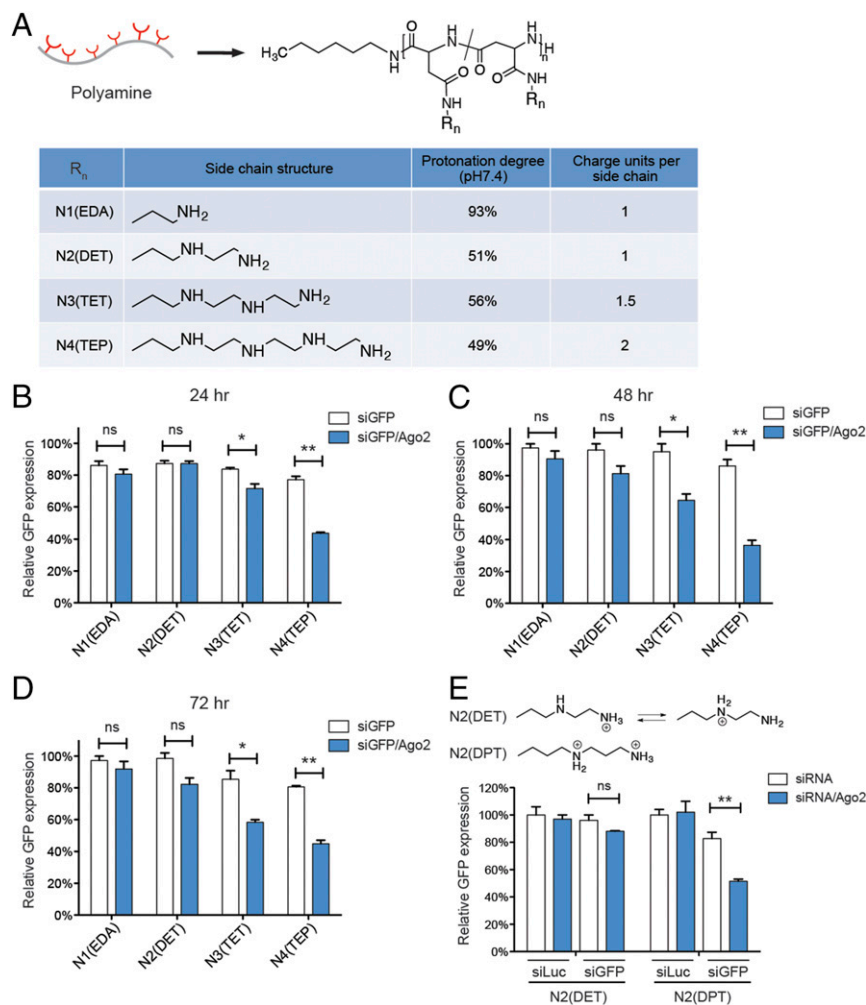 A
Polyamine
H₃C
N
H
O
H
N
O
O
NH
Rₙ
O
H
N
H
n
O
NH
Rₙ
Rₙ Side chain structure Protonation degree (pH7.4) Charge units per side chain
N1(EDA) NH₂ 93% 1
N2(DET) NH NH₂ 51% 1
N3(TET) NH NH NH₂ 56% 1.5
N4(TEP) NH NH NH NH₂ 49% 2
B
24 hr
siGFP
siGFP/Ago2
ns ns * **
Relative GFP expression
100%
80%
60%
40%
20%
0%
N1(EDA) N2(DET) N3(TET) N4(TEP)
C
48 hr
siGFP
siGFP/Ago2
ns ns * **
Relative GFP expression
100%
80%
60%
40%
20%
0%
N1(EDA) N2(DET) N3(TET) N4(TEP)
D
72 hr
siGFP
siGFP/Ago2
ns ns * **
Relative GFP expression
100%
80%
60%
40%
20%
0%
N1(EDA) N2(DET) N3(TET) N4(TEP)
E
N2(DET) H N NH₃ ⊕ H₂ N ⊕ NH₂
N2(DPT) ⊕ N H₂ ⊕ NH₃
siRNA
siRNA/Ago2
ns **
Relative GFP expression
120%
100%
80%
60%
40%
20%
0%
siLuc siGFP siLuc siGFP
N2(DET) N2(DPT)